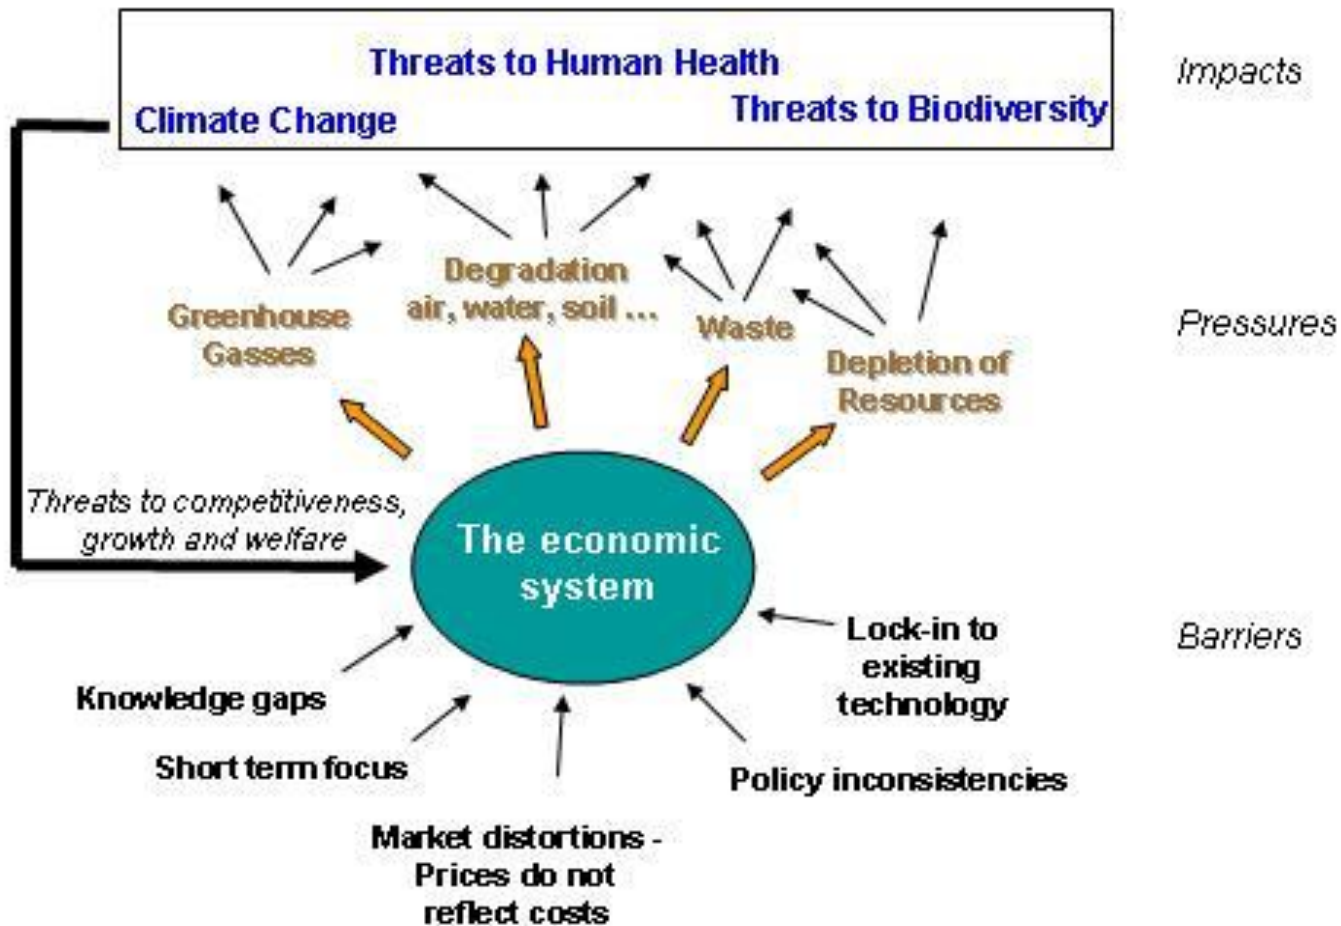 Threats to Human Health
Impacts
Climate Change
Threats to Biodiversity
Degradation
air, water, soil ...
Greenhouse
Gasses
Waste
Pressures
Depletion of
Resources
Threats to competitiveness,
growth and welfare
The economic
system
Lock-in to
existing
technology
Barriers
Knowledge gaps
Short term focus
Policy inconsistencies
Market distortions -
Prices do not
reflect costs